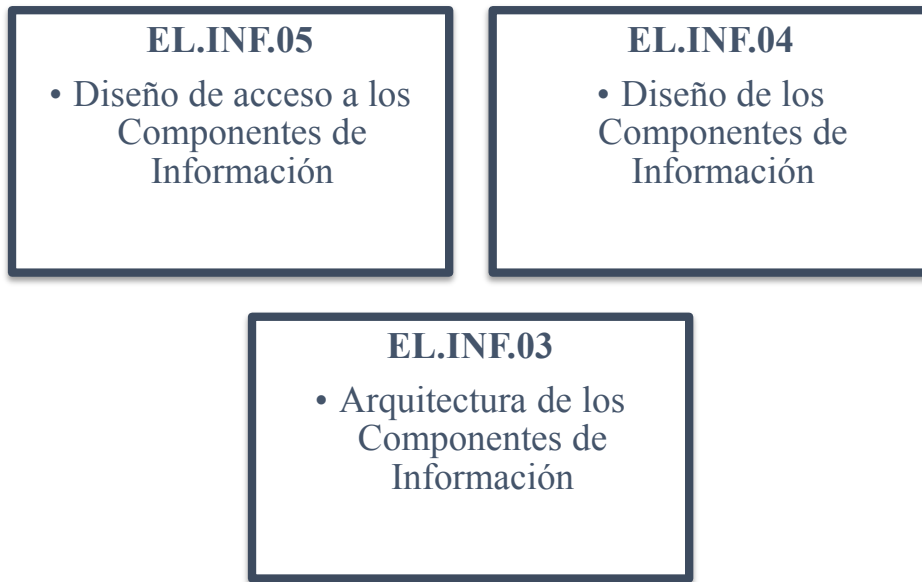 EL.INF.05
• Diseño de acceso a los
Componentes de
Información
EL.INF.04
• Diseño de los
Componentes de
Información
EL.INF.03
• Arquitectura de los
Componentes de
Información